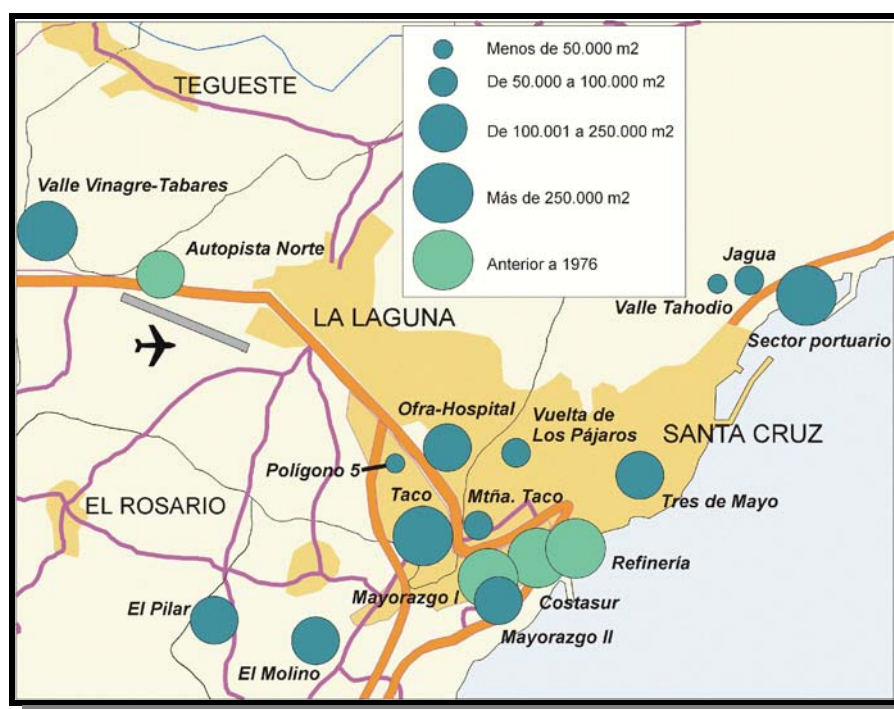 Menos de 50.000 m2
De 50.000 a 100.000 m2
De 100.001 a 250.000 m2
Más de 250.000 m2
Anterior a 1976
TEGUESTE
Valle Vinagre-Tabares
Autopista Norte
LA LAGUNA
Jagua
Valle Tahodio
Sector portuario
Ofra-Hospital
Vuelta de
Los Pájaros
SANTA CRUZ
Polígono 5
Taco
Mtña. Taco
Tres de Mayo
EL ROSARIO
Refinería
Mayorazgo I
Costasur
El Pilar
Mayorazgo II
El Molino